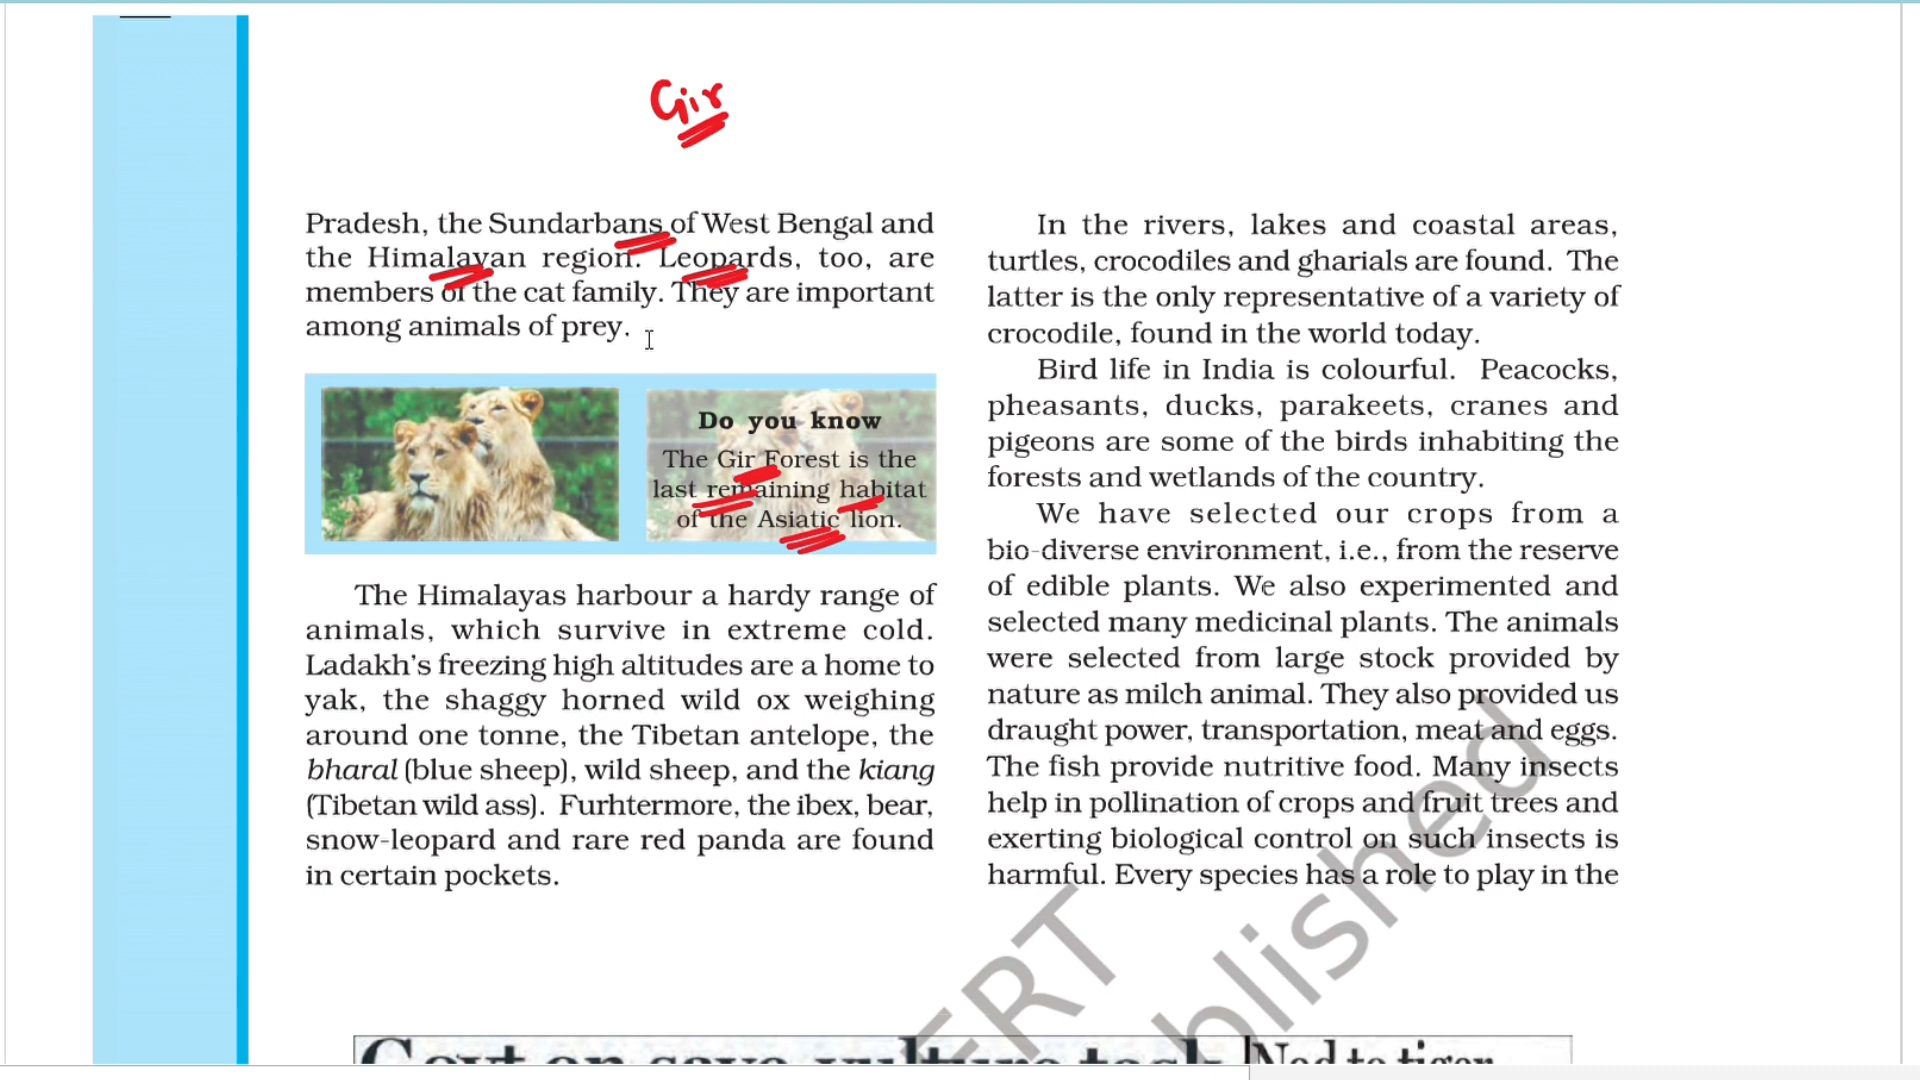 Gir
Pradesh, the Sundarbans of West Bengal and
the Himalayan region. Leopards, too, are
members of the cat family. They are important
among animals of prey.
Do you know
The Gir Forest is the
last remaining habitat
of the Asiatic lion.
The Himalayas harbour a hardy range of
animals, which survive in extreme cold.
Ladakh's freezing high altitudes are a home to
yak, the shaggy horned wild ox weighing
around one tonne, the Tibetan antelope, the
bharal (blue sheep), wild sheep, and the kiang
(Tibetan wild ass). Furhtermore, the ibex, bear,
snow-leopard and rare red panda are found
in certain pockets.
In the rivers, lakes and coastal areas,
turtles, crocodiles and gharials are found. The
latter is the only representative of a variety of
crocodile, found in the world today.
Bird life in India is colourful. Peacocks,
pheasants, ducks, parakeets, cranes and
pigeons are some of the birds inhabiting the
forests and wetlands of the country.
We have selected our crops from a
bio-diverse environment, i.e., from the reserve
of edible plants. We also experimented and
selected many medicinal plants. The animals
were selected from large stock provided by
nature as milch animal. They also provided us
draught power, transportation, meat and eggs.
The fish provide nutritive food. Many insects
help in pollination of crops and fruit trees and
exerting biological control on such insects is
harmful. Every species has a role to play in the
ERT
blished